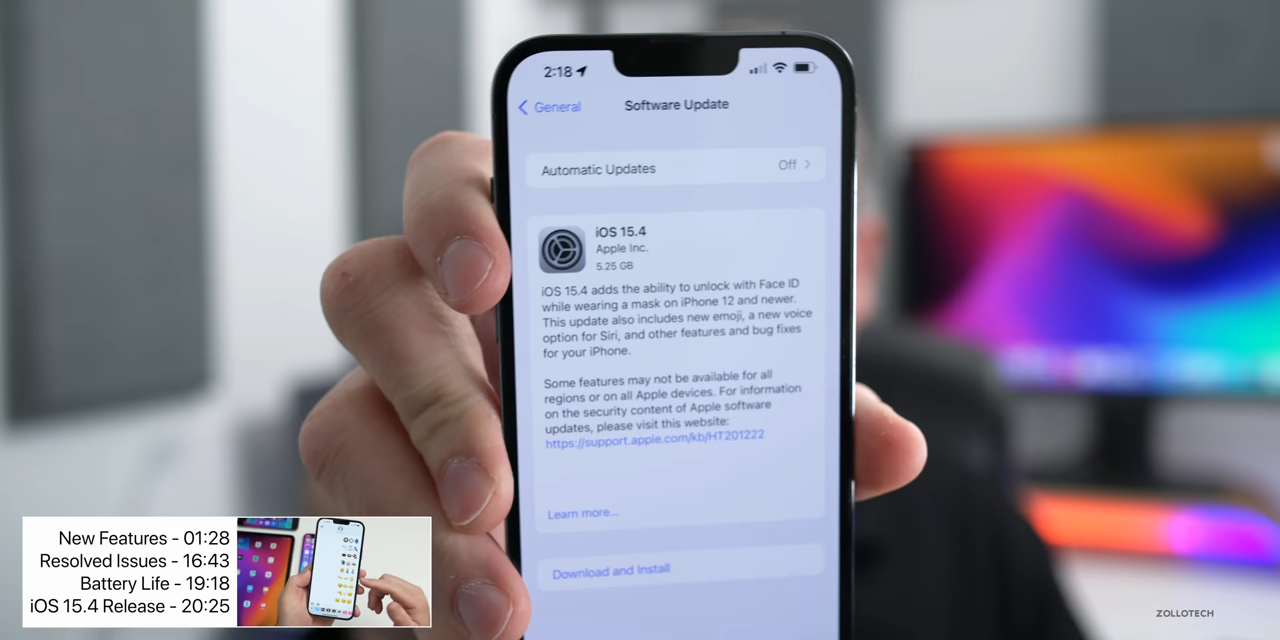 2:18
General
Software Update
Automatic Updates
Off
iOS 15.4
Apple Inc.
5.25 GB
iOS 15.4 adds the ability to unlock with Face ID
while wearing a mask on iPhone 12 and newer.
This update also includes new emoji, a new voice
option for Siri, and other features and bug fixes
for your iPhone.
Some features may not be available for all
regions or on all Apple devices. For information
on the security content of Apple software
updates, please visit this website:
https://support.apple.com/kb/HT201222
Learn more...
Download and Install
New Features - 01:28
Resolved Issues - 16:43
Battery Life - 19:18
iOS 15.4 Release - 20:25
ZOLLOTECH